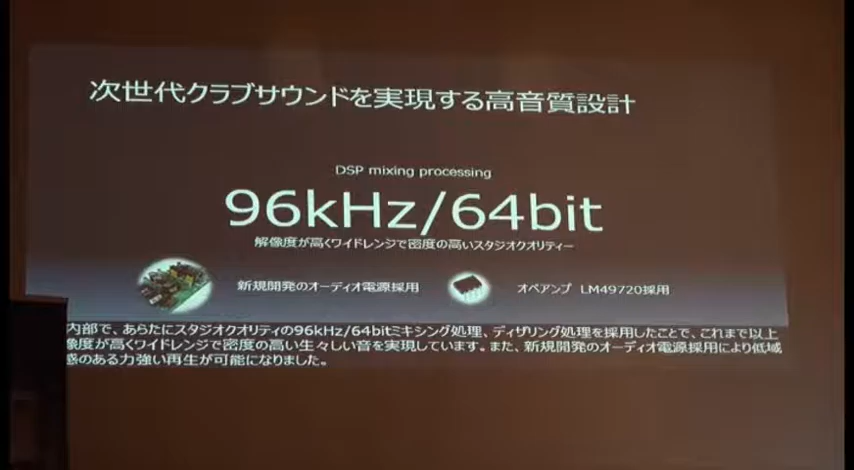 次世代クラブサウンドを実現する高音質設計
DSP mixing processing
96kHz/64bit
解像度が高くワイドレンジで密度の高いスタジオクオリティー
新規開発のオーディオ電源採用
オペアンプ LM49720採用
内部で、あらたにスタジオクオリティの96kHz/64bitミキシング処理、ディザリング処理を採用したことで、これまで以上
像度が高くワイドレンジで密度の高い生々しい音を実現しています。また、新規開発のオーディオ電源採用により低域
感のある力強い再生が可能になりました。